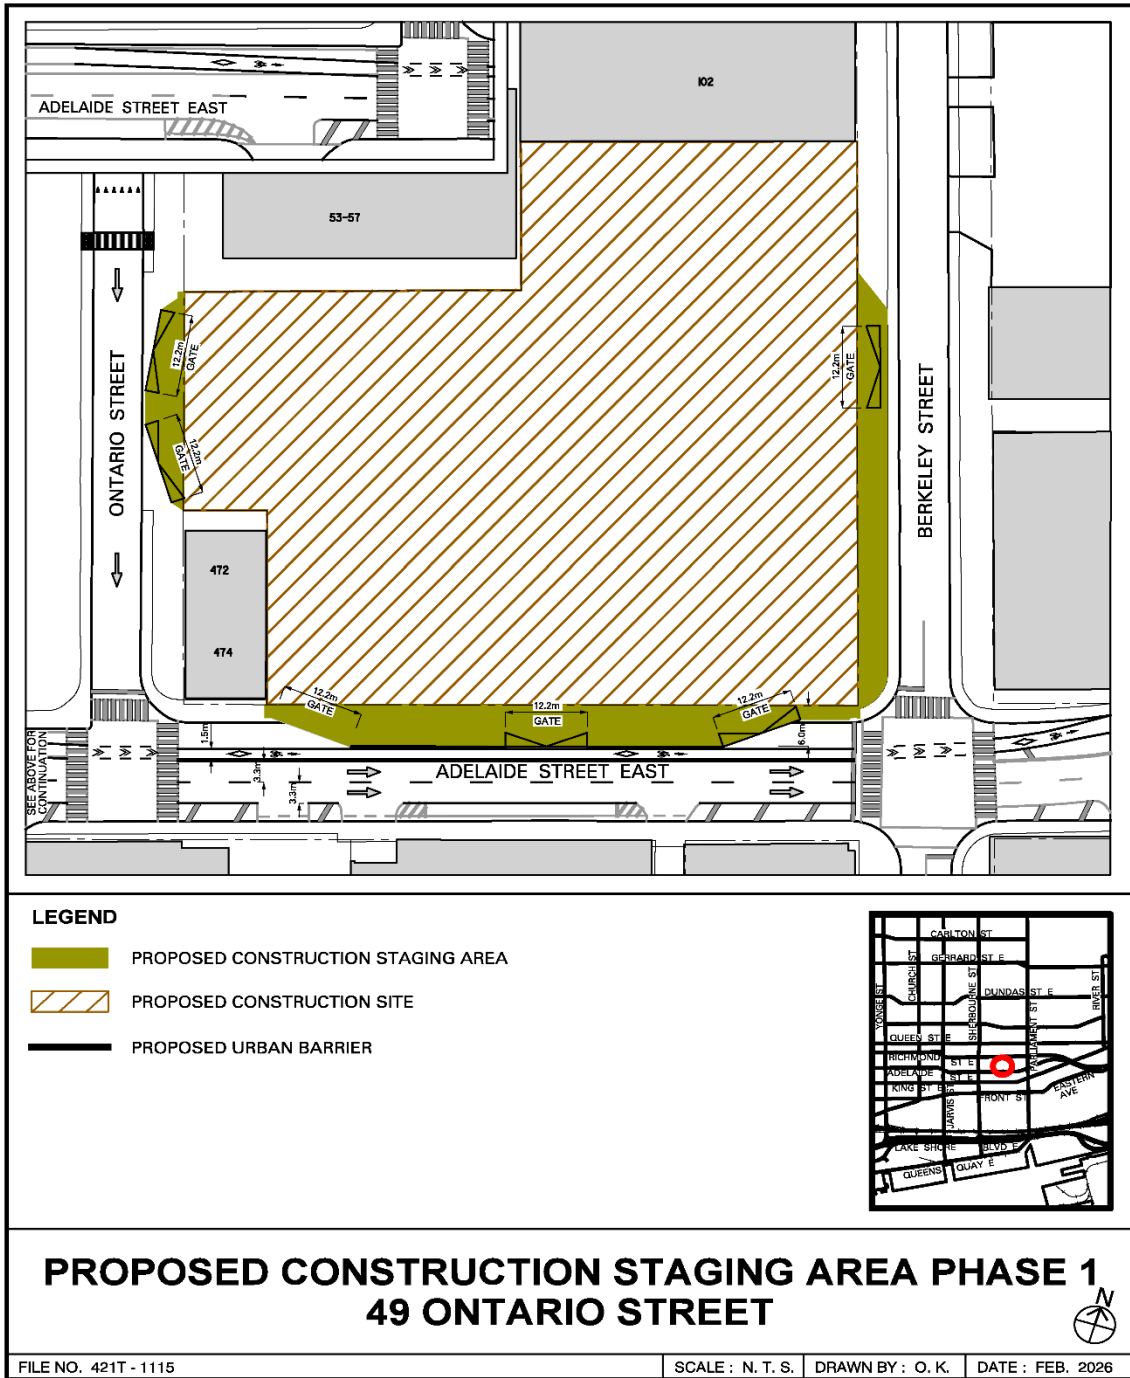 ADELAIDE STREET EAST
102
53-57
12.2m
GATE
12.2m
GATE
12.2m
GATE
ONTARIO STREET
BERKELEY STREET
472
474
12.2m
GATE
12.2m
GATE
12.2m
GATE
6.0m
1.5m
3.3m
3.3m
ADELAIDE STREET EAST
SEE ABOVE FOR
CONTINUATION
LEGEND
PROPOSED CONSTRUCTION STAGING AREA
PROPOSED CONSTRUCTION SITE
PROPOSED URBAN BARRIER
CARLTON ST
GERRARD ST E
DUNDAS ST E
QUEEN ST E
RICHMOND ST E
ADELAIDE ST E
KING ST E
FRONT ST
EASTERN
AVE
LAKE SHORE BLVD E
QUEENS QUAY E
YONGE ST
CHURCH ST
JARVIS ST
SHERBOURNE ST
PARLIAMENT ST
RIVER ST
PROPOSED CONSTRUCTION STAGING AREA PHASE 1
49 ONTARIO STREET
N
FILE NO. 421T - 1115
SCALE : N. T. S.
DRAWN BY : O. K.
DATE : FEB. 2026